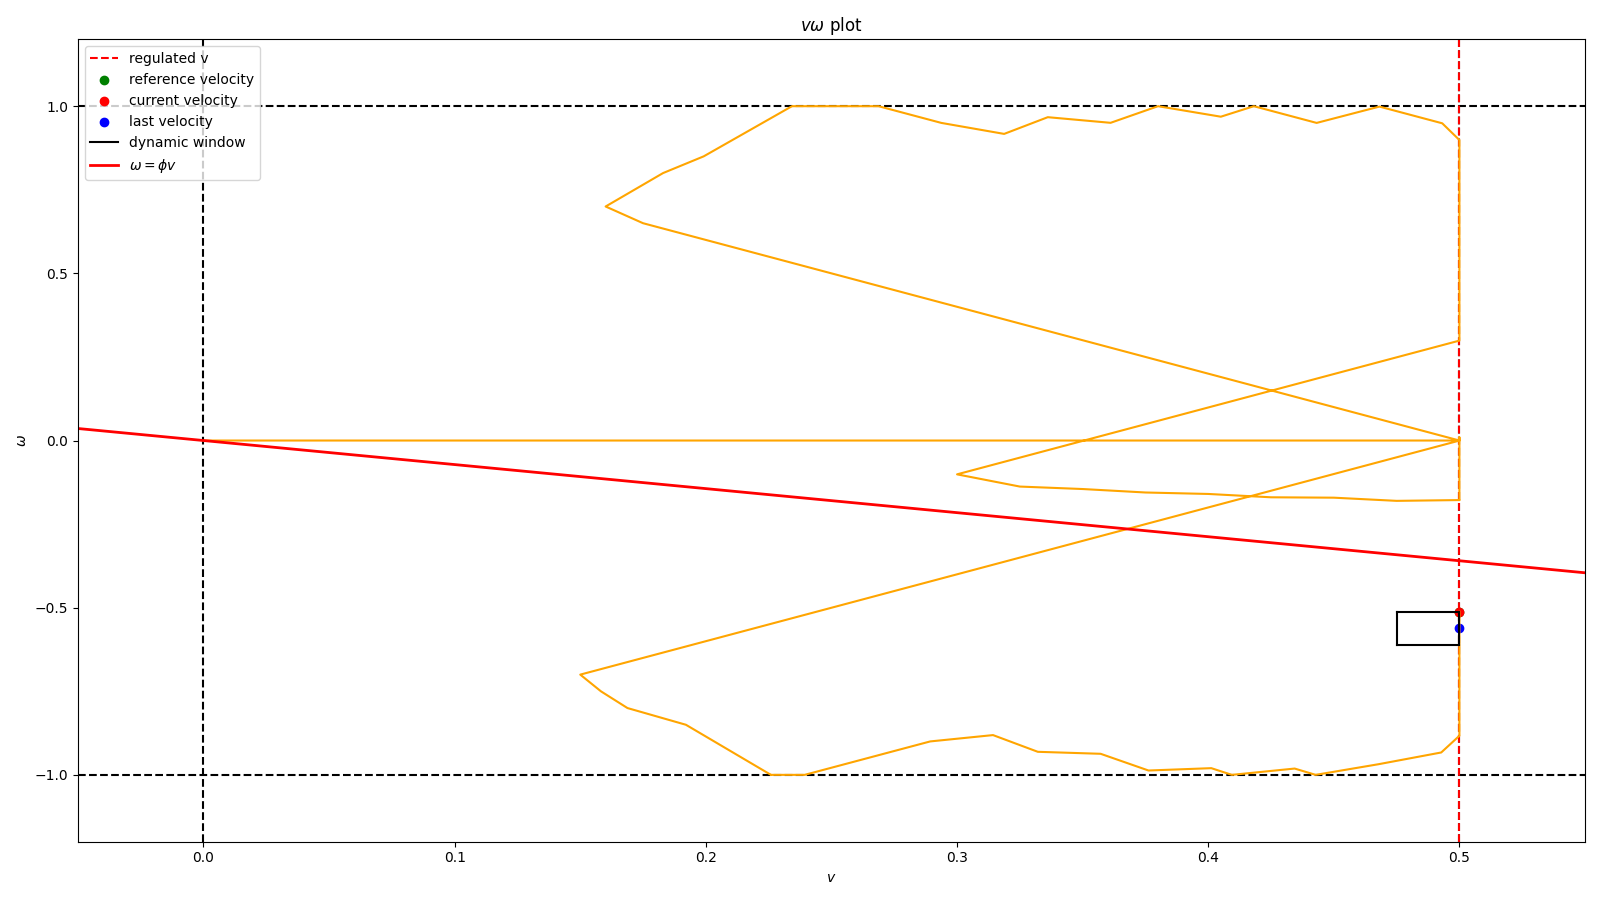 vω plot
regulated v
reference velocity
current velocity
last velocity
dynamic window
ω = ϕv
1.0
0.5
0.0
−0.5
−1.0
ω
0.0 0.1 0.2 0.3 0.4 0.5
v